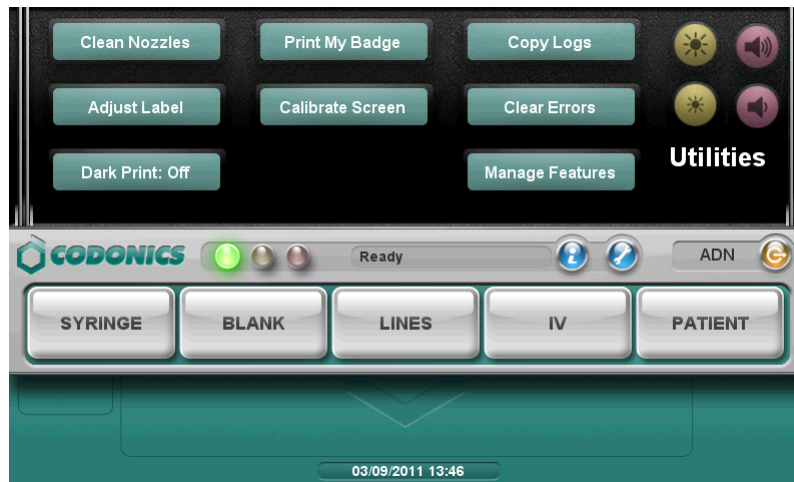 Clean Nozzles Print My Badge Copy Logs
Adjust Label Calibrate Screen Clear Errors
Utilities
Dark Print: Off Manage Features
CODONICS Ready ADN
SYRINGE BLANK LINES IV PATIENT
03/09/2011 13:46